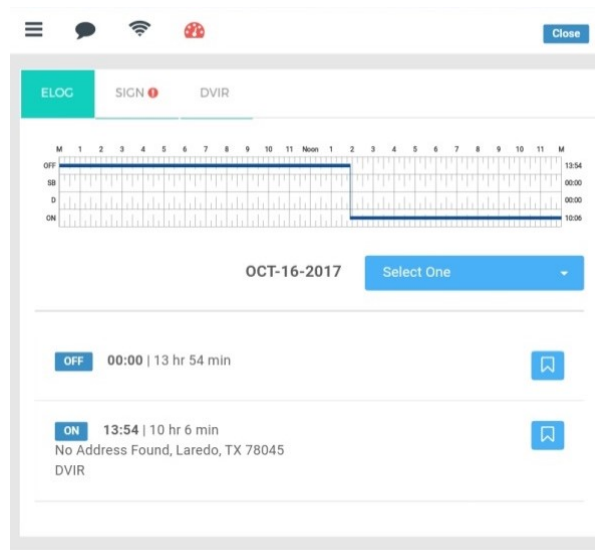 Close
ELOG SIGN DVIR
M 1 2 3 4 5 6 7 8 9 10 11 Noon 1 2 3 4 5 6 7 8 9 10 11 M
OFF 13:54
SB 00:00
D 00:00
ON 10:06
OCT-16-2017 Select One
OFF 00:00 | 13 hr 54 min
ON 13:54 | 10 hr 6 min
No Address Found, Laredo, TX 78045
DVIR